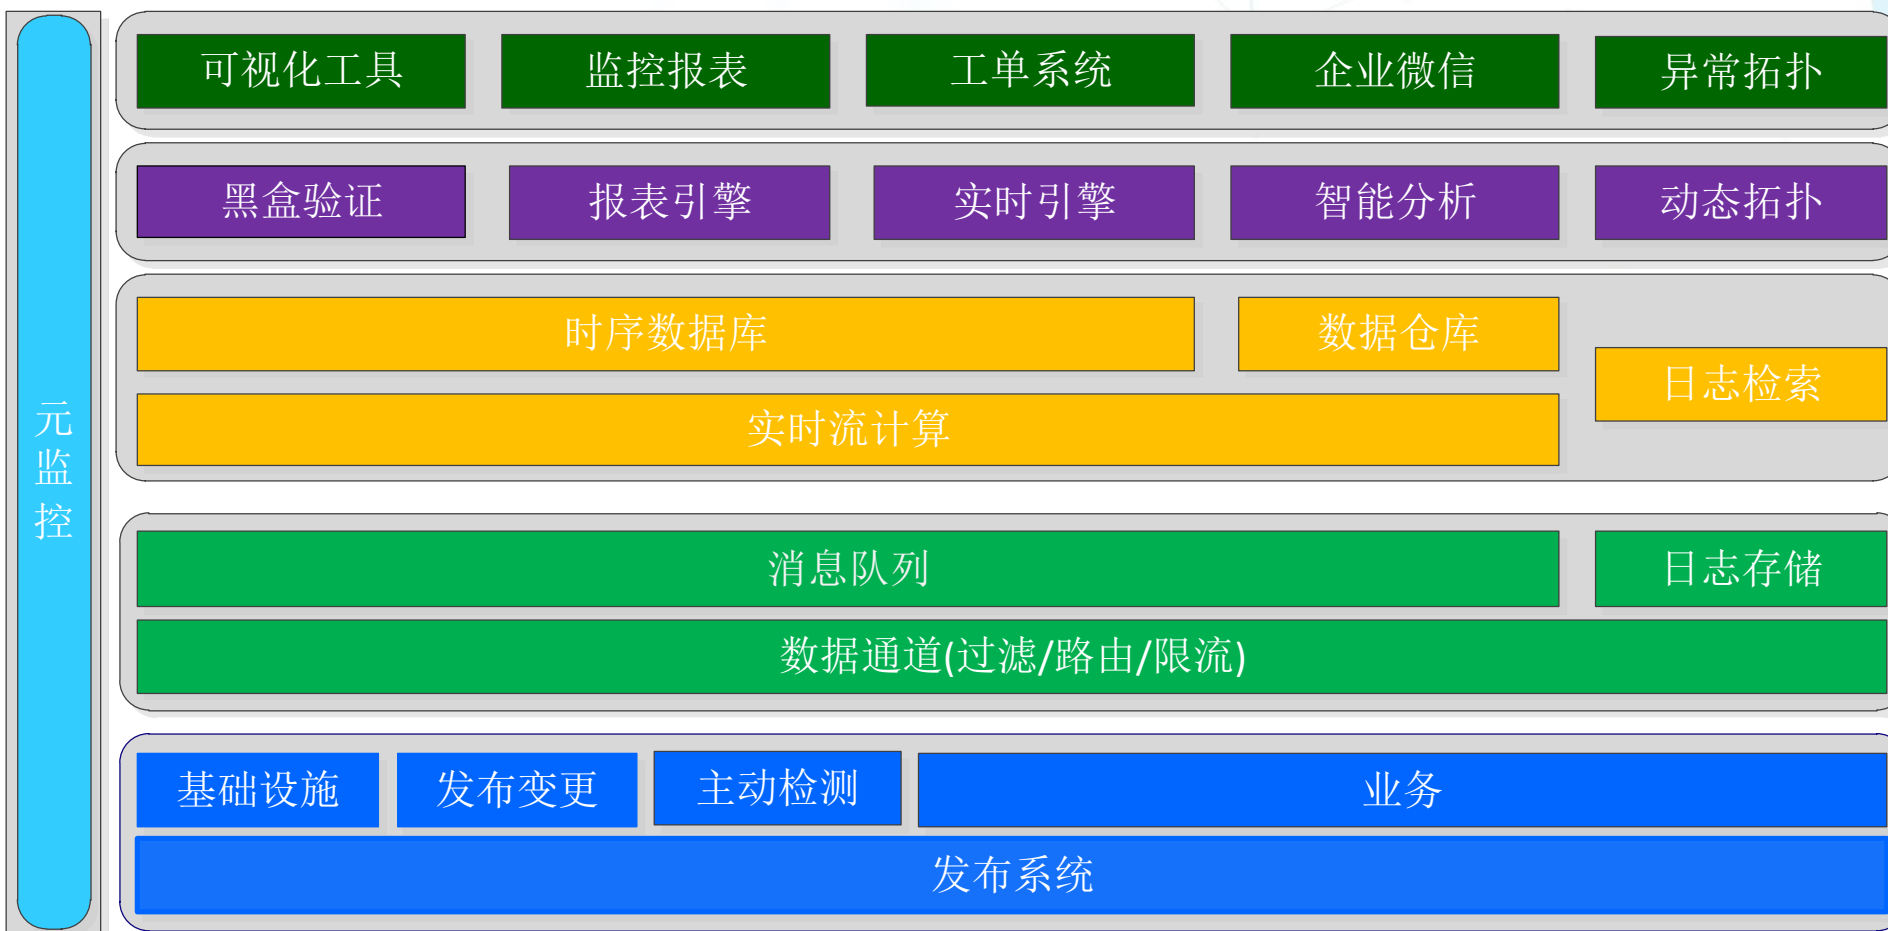 元监控
可视化工具
监控报表
工单系统
企业微信
异常拓扑
黑盒验证
报表引擎
实时引擎
智能分析
动态拓扑
时序数据库
数据仓库
日志检索
实时流计算
消息队列
日志存储
数据通道(过滤/路由/限流)
基础设施
发布变更
主动检测
业务
发布系统